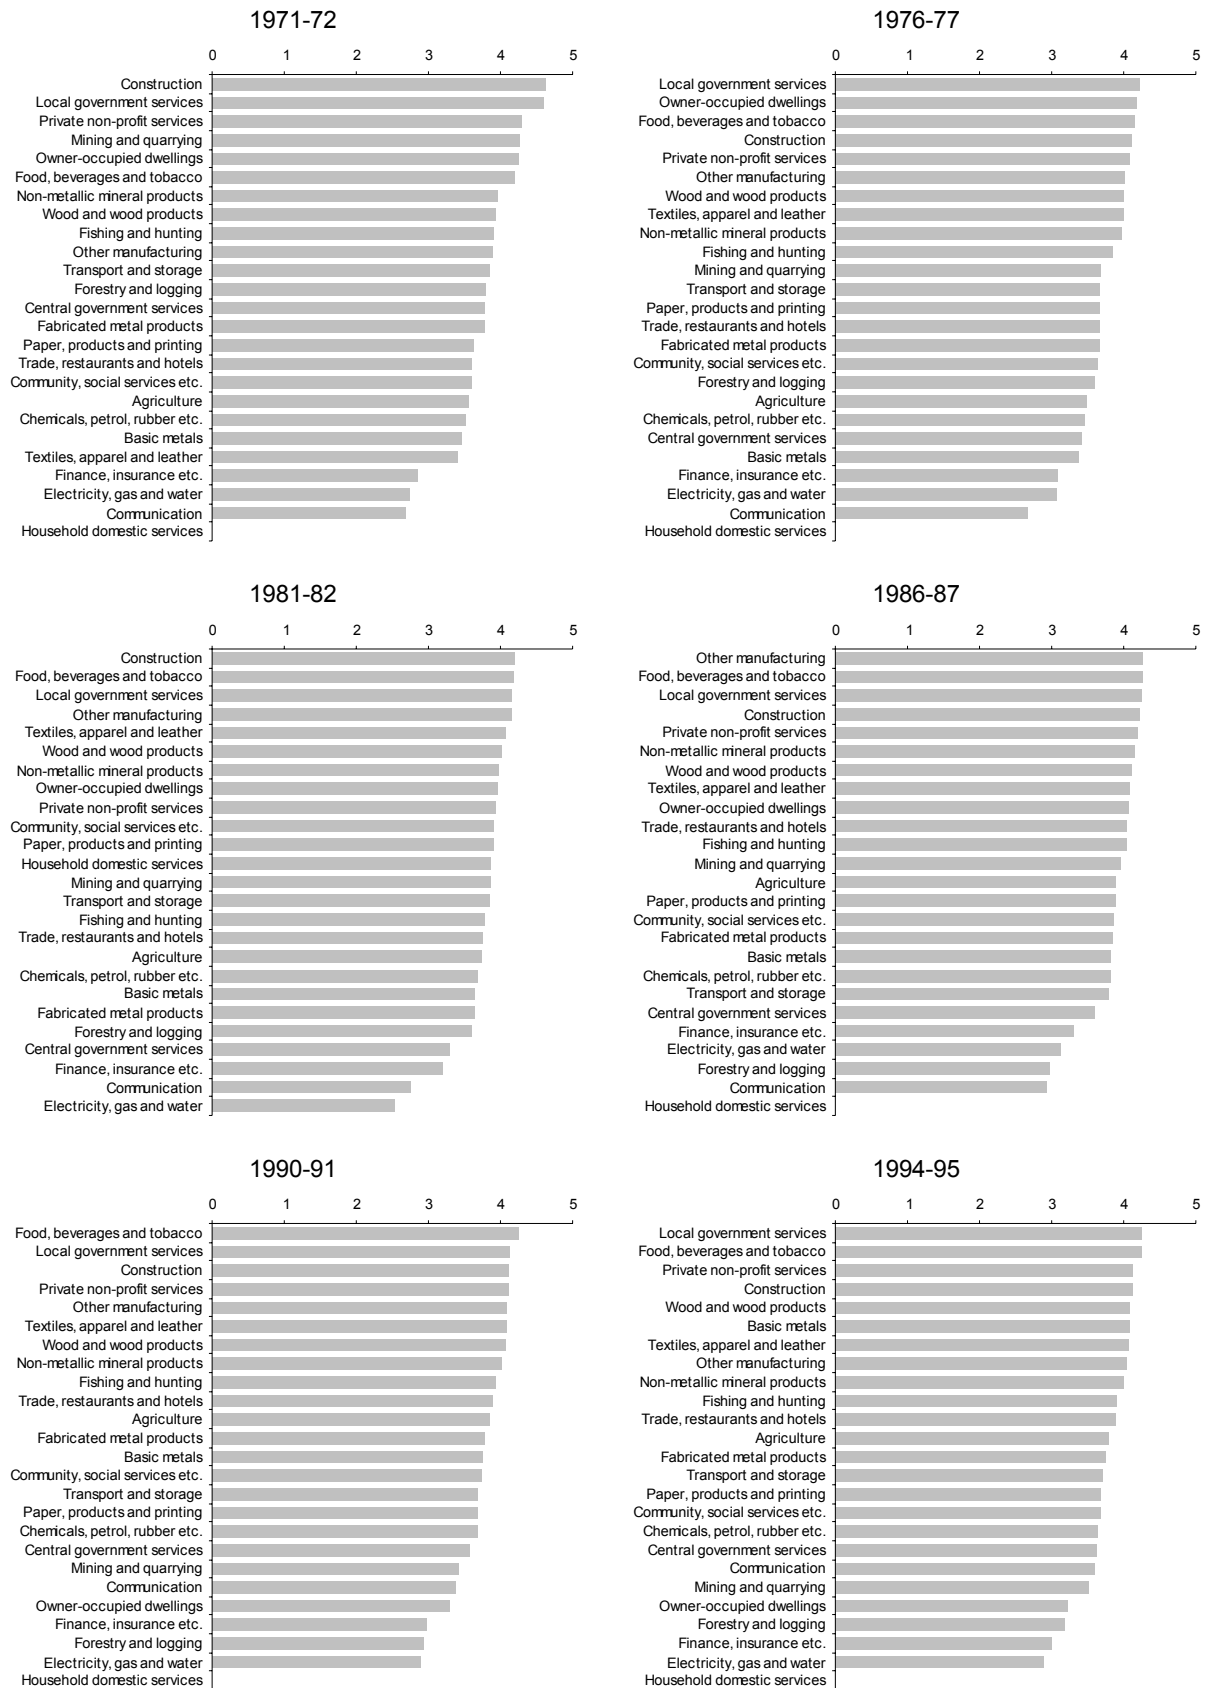 1971-72
0 1 2 3 4 5
Construction
Local government services
Private non-profit services
Mining and quarrying
Owner-occupied dwellings
Food, beverages and tobacco
Non-metallic mineral products
Wood and wood products
Fishing and hunting
Other manufacturing
Transport and storage
Forestry and logging
Central government services
Fabricated metal products
Paper, products and printing
Trade, restaurants and hotels
Community, social services etc.
Agriculture
Chemicals, petrol, rubber etc.
Basic metals
Textiles, apparel and leather
Finance, insurance etc.
Electricity, gas and water
Communication
Household domestic services
1976-77
0 1 2 3 4 5
Local government services
Owner-occupied dwellings
Food, beverages and tobacco
Construction
Private non-profit services
Other manufacturing
Wood and wood products
Textiles, apparel and leather
Non-metallic mineral products
Fishing and hunting
Mining and quarrying
Transport and storage
Paper, products and printing
Trade, restaurants and hotels
Fabricated metal products
Community, social services etc.
Forestry and logging
Agriculture
Chemicals, petrol, rubber etc.
Central government services
Basic metals
Finance, insurance etc.
Electricity, gas and water
Communication
Household domestic services
1981-82
0 1 2 3 4 5
Construction
Food, beverages and tobacco
Local government services
Other manufacturing
Textiles, apparel and leather
Wood and wood products
Non-metallic mineral products
Owner-occupied dwellings
Private non-profit services
Community, social services etc.
Paper, products and printing
Household domestic services
Mining and quarrying
Transport and storage
Fishing and hunting
Trade, restaurants and hotels
Agriculture
Chemicals, petrol, rubber etc.
Basic metals
Fabricated metal products
Forestry and logging
Central government services
Finance, insurance etc.
Communication
Electricity, gas and water
1986-87
0 1 2 3 4 5
Other manufacturing
Food, beverages and tobacco
Local government services
Construction
Private non-profit services
Non-metallic mineral products
Wood and wood products
Textiles, apparel and leather
Owner-occupied dwellings
Trade, restaurants and hotels
Fishing and hunting
Mining and quarrying
Agriculture
Paper, products and printing
Community, social services etc.
Fabricated metal products
Basic metals
Chemicals, petrol, rubber etc.
Transport and storage
Central government services
Finance, insurance etc.
Electricity, gas and water
Forestry and logging
Communication
Household domestic services
1990-91
0 1 2 3 4 5
Food, beverages and tobacco
Local government services
Construction
Private non-profit services
Other manufacturing
Textiles, apparel and leather
Wood and wood products
Non-metallic mineral products
Fishing and hunting
Trade, restaurants and hotels
Agriculture
Fabricated metal products
Basic metals
Community, social services etc.
Transport and storage
Paper, products and printing
Chemicals, petrol, rubber etc.
Central government services
Mining and quarrying
Communication
Owner-occupied dwellings
Finance, insurance etc.
Forestry and logging
Electricity, gas and water
Household domestic services
1994-95
0 1 2 3 4 5
Local government services
Food, beverages and tobacco
Private non-profit services
Construction
Wood and wood products
Basic metals
Textiles, apparel and leather
Other manufacturing
Non-metallic mineral products
Fishing and hunting
Trade, restaurants and hotels
Agriculture
Fabricated metal products
Transport and storage
Paper, products and printing
Community, social services etc.
Chemicals, petrol, rubber etc.
Central government services
Communication
Mining and quarrying
Owner-occupied dwellings
Forestry and logging
Finance, insurance etc.
Electricity, gas and water
Household domestic services